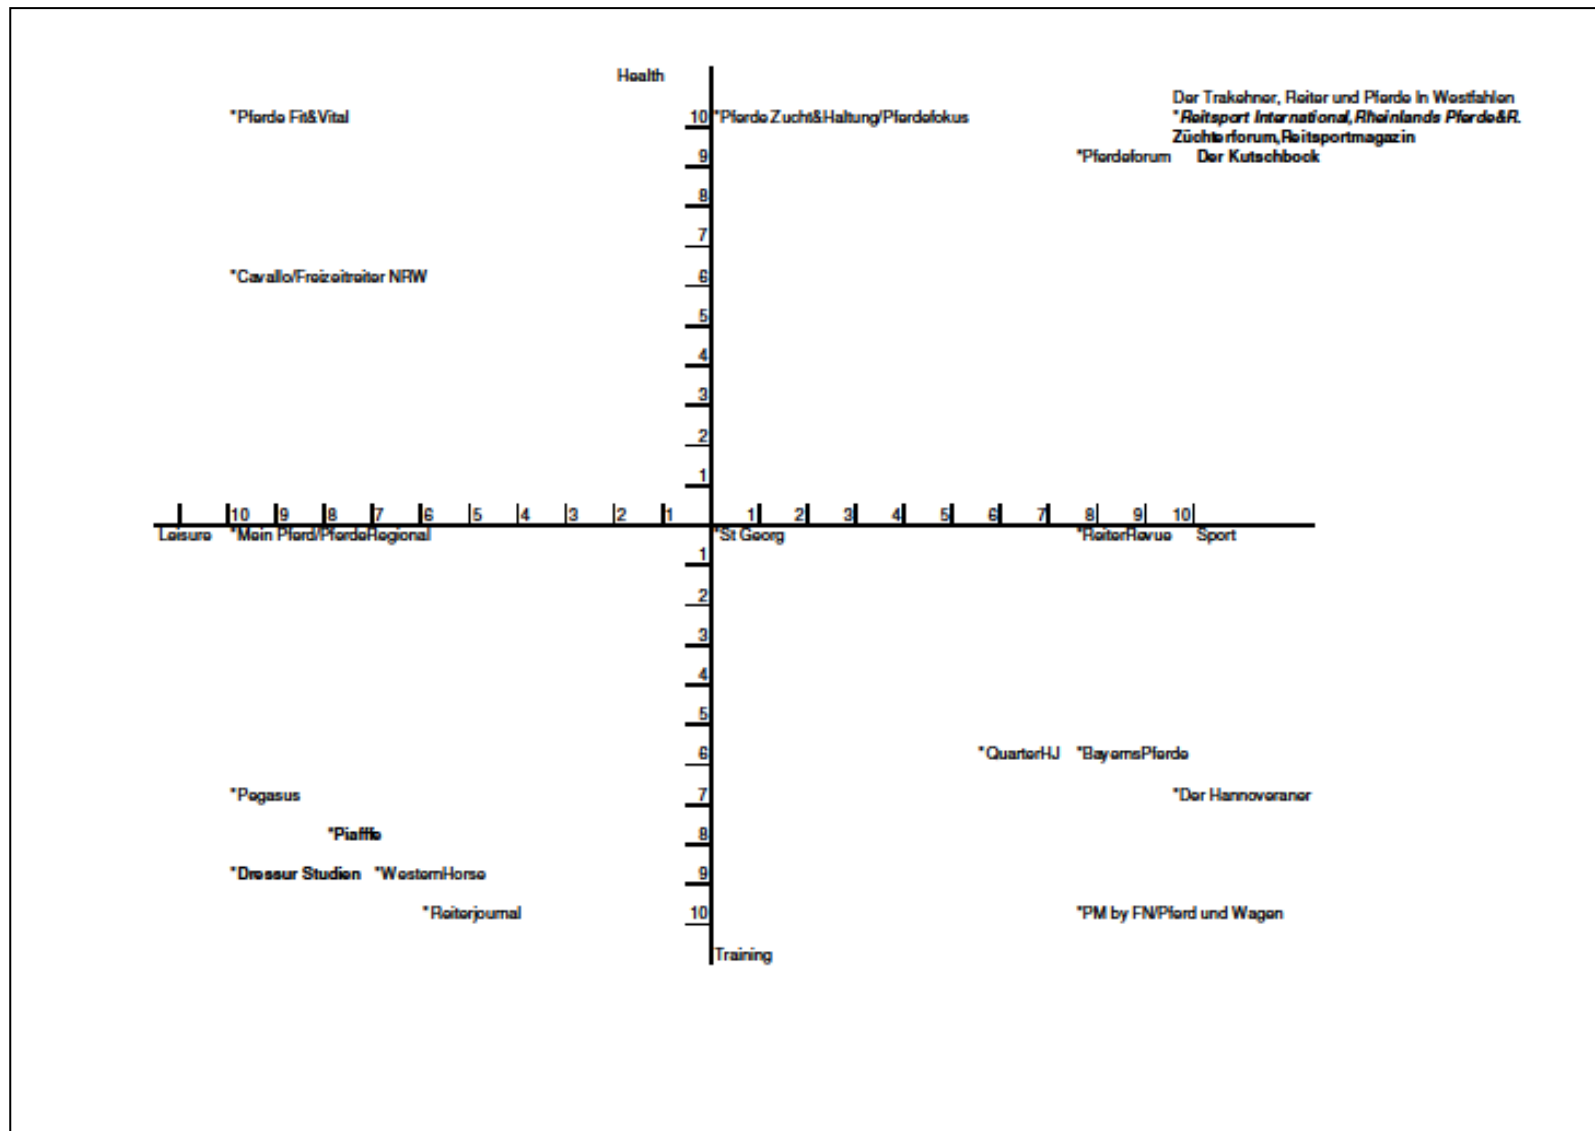 Health
Der Trakehner, Reiter und Pferde In Westfahlen
*Pferde Fit&Vital 10 *Pferde Zucht&Haltung/Pferdefokus *Reitsport International,Rheinlands Pferde&R.
Züchterforum,Reitsportmagazin
9 *Pferdeforum Der Kutschbock
8
7
*Cavallo/Freizeitreiter NRW 6
5
4
3
2
1
10 9 8 7 6 5 4 3 2 1 1 2 3 4 5 6 7 8 9 10
Leisure *Mein Pferd/PferdeRegional *St Georg *ReiterRevue Sport
1
2
3
4
5
6 *QuarterHJ *BayernsPferde
*Pegasus 7 *Der Hannoveraner
*Piafffe 8
*Dressur Studien *WesternHorse 9
*Reiterjournal 10 *PM by FN/Pferd und Wagen
Training